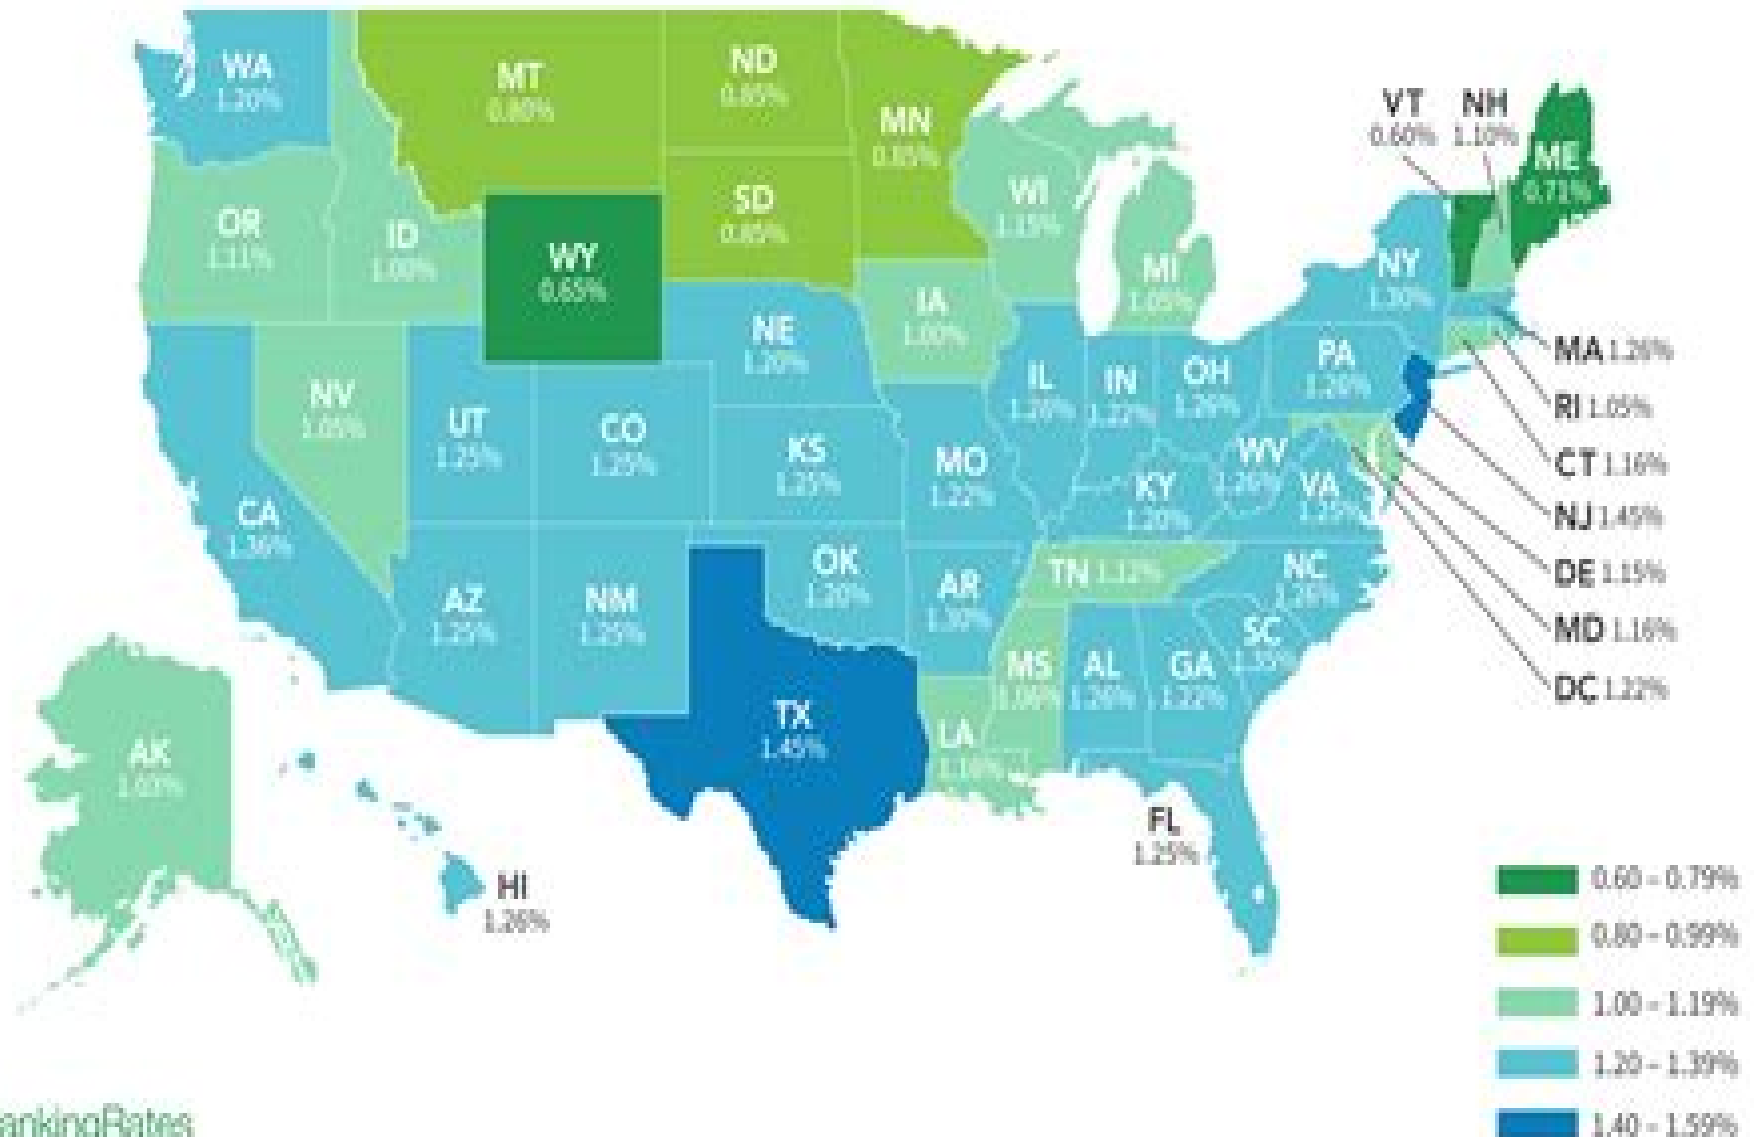 WA
1.20%
MT
0.80%
ND
0.85%
MN
0.85%
VT
0.60%
NH
1.10%
ME
0.71%
OR
1.11%
ID
1.00%
WY
0.65%
SD
0.85%
WI
1.15%
MI
1.05%
NY
1.30%
IA
1.00%
NE
1.20%
NV
1.05%
UT
1.25%
CO
1.25%
KS
1.25%
MO
1.22%
IL
1.26%
IN
1.22%
OH
1.26%
PA
1.26%
WV
1.26%
VA
1.25%
KY
1.20%
CA
1.36%
MA 1.26%
RI 1.05%
CT 1.16%
NJ 1.45%
DE 1.15%
MD 1.16%
DC 1.22%
AZ
1.25%
NM
1.25%
OK
1.20%
AR
1.30%
TN 1.12%
NC
1.26%
SC
1.35%
MS
1.06%
AL
1.26%
GA
1.22%
TX
1.45%
LA
1.16%
AK
1.03%
HI
1.26%
FL
1.25%
0.60 – 0.79%
0.80 – 0.99%
1.00 – 1.19%
1.20 – 1.39%
1.40 – 1.59%
ankingRates